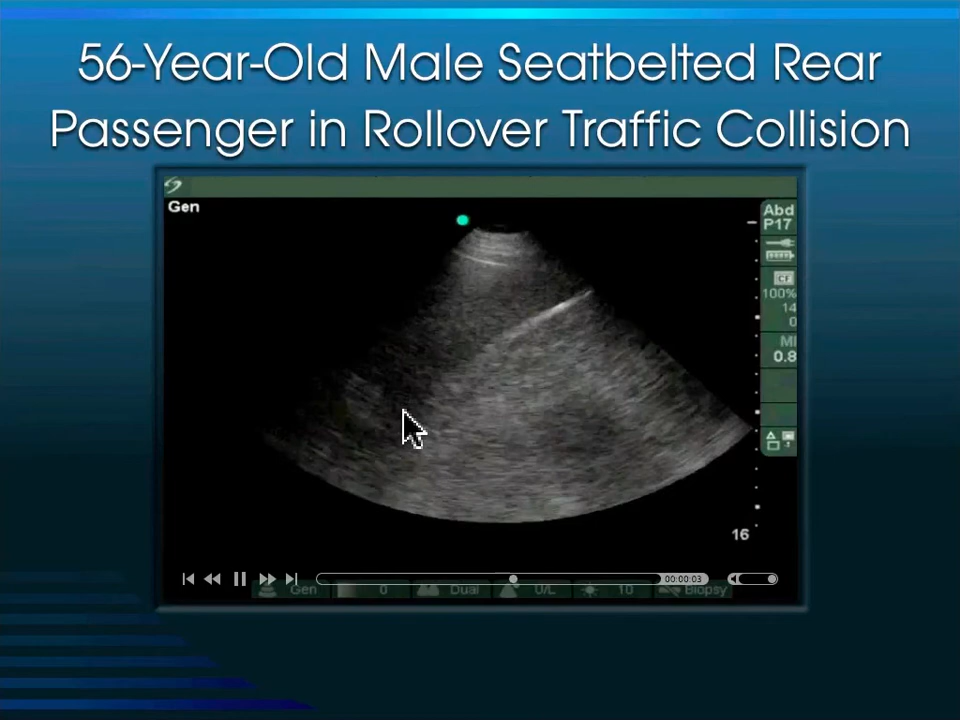 56-Year-Old Male Seatbelted Rear
Passenger in Rollover Traffic Collision
Gen
Abd
P17
CF
100%
14
0
MI
0.8
16
00:00:03
Gen
0
Dual
U/L
10
Biopsy